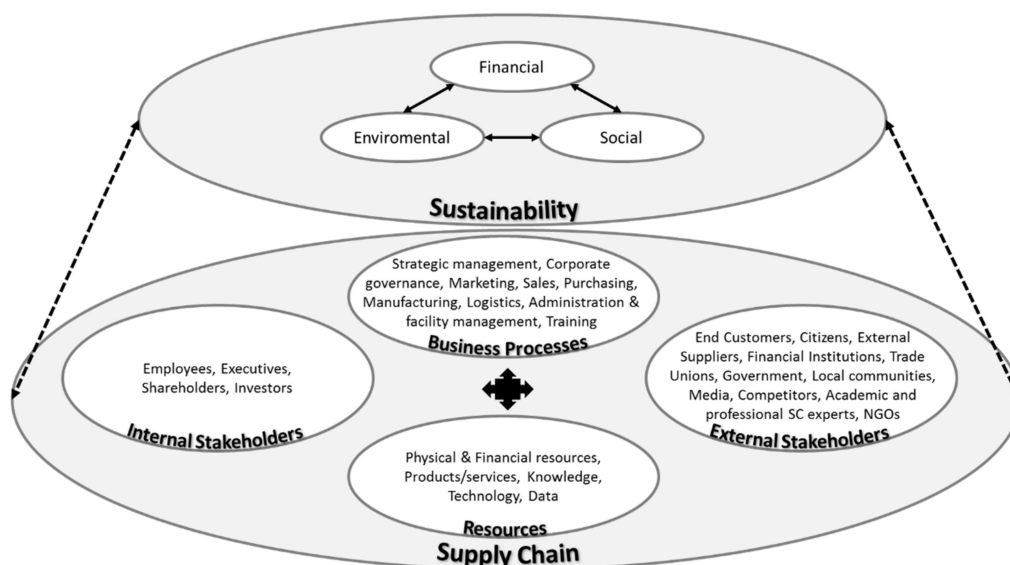 Financial
Enviromental
Social
Sustainability
Strategic management, Corporate
governance, Marketing, Sales, Purchasing,
Manufacturing, Logistics, Administration &
facility management, Training
Business Processes
Employees, Executives,
Shareholders, Investors
Internal Stakeholders
End Customers, Citizens, External
Suppliers, Financial Institutions, Trade
Unions, Government, Local communities,
Media, Competitors, Academic and
professional SC experts, NGOs
External Stakeholders
Physical & Financial resources,
Products/services, Knowledge,
Technology, Data
Resources
Supply Chain